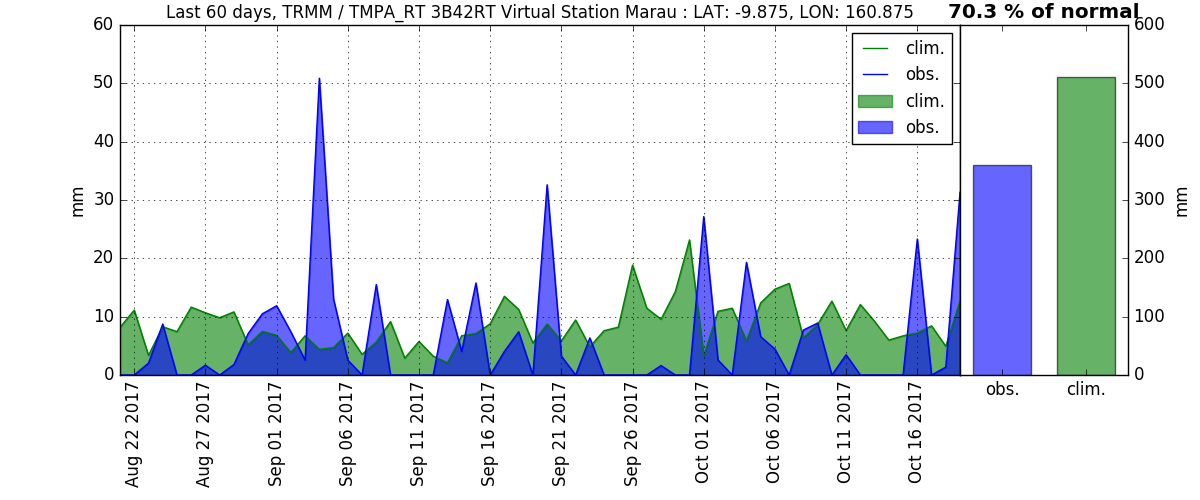 Last 60 days, TRMM / TMPA_RT 3B42RT Virtual Station Marau : LAT: -9.875, LON: 160.875
70.3 % of normal
60
50
40
30
20
10
0
mm
clim.
obs.
clim.
obs.
600
500
400
300
200
100
0
mm
Aug 22 2017
Aug 27 2017
Sep 01 2017
Sep 06 2017
Sep 11 2017
Sep 16 2017
Sep 21 2017
Sep 26 2017
Oct 01 2017
Oct 06 2017
Oct 11 2017
Oct 16 2017
obs.
clim.